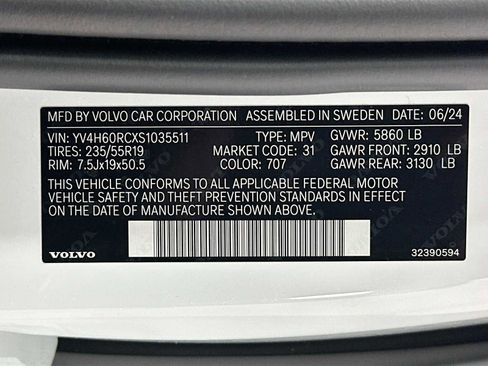 MFD BY VOLVO CAR CORPORATION ASSEMBLED IN SWEDEN DATE: 06/24
VIN: YV4H60RCXS1035511 TYPE: MPV GVWR: 5860 LB
TIRES: 235/55R19 MARKET CODE: 31 GAWR FRONT: 2910 LB
RIM: 7.5Jx19x50.5 COLOR: 707 GAWR REAR: 3130 LB
THIS VEHICLE CONFORMS TO ALL APPLICABLE FEDERAL MOTOR
VEHICLE SAFETY AND THEFT PREVENTION STANDARDS IN EFFECT
ON THE DATE OF MANUFACTURE SHOWN ABOVE.
VOLVO 32390594